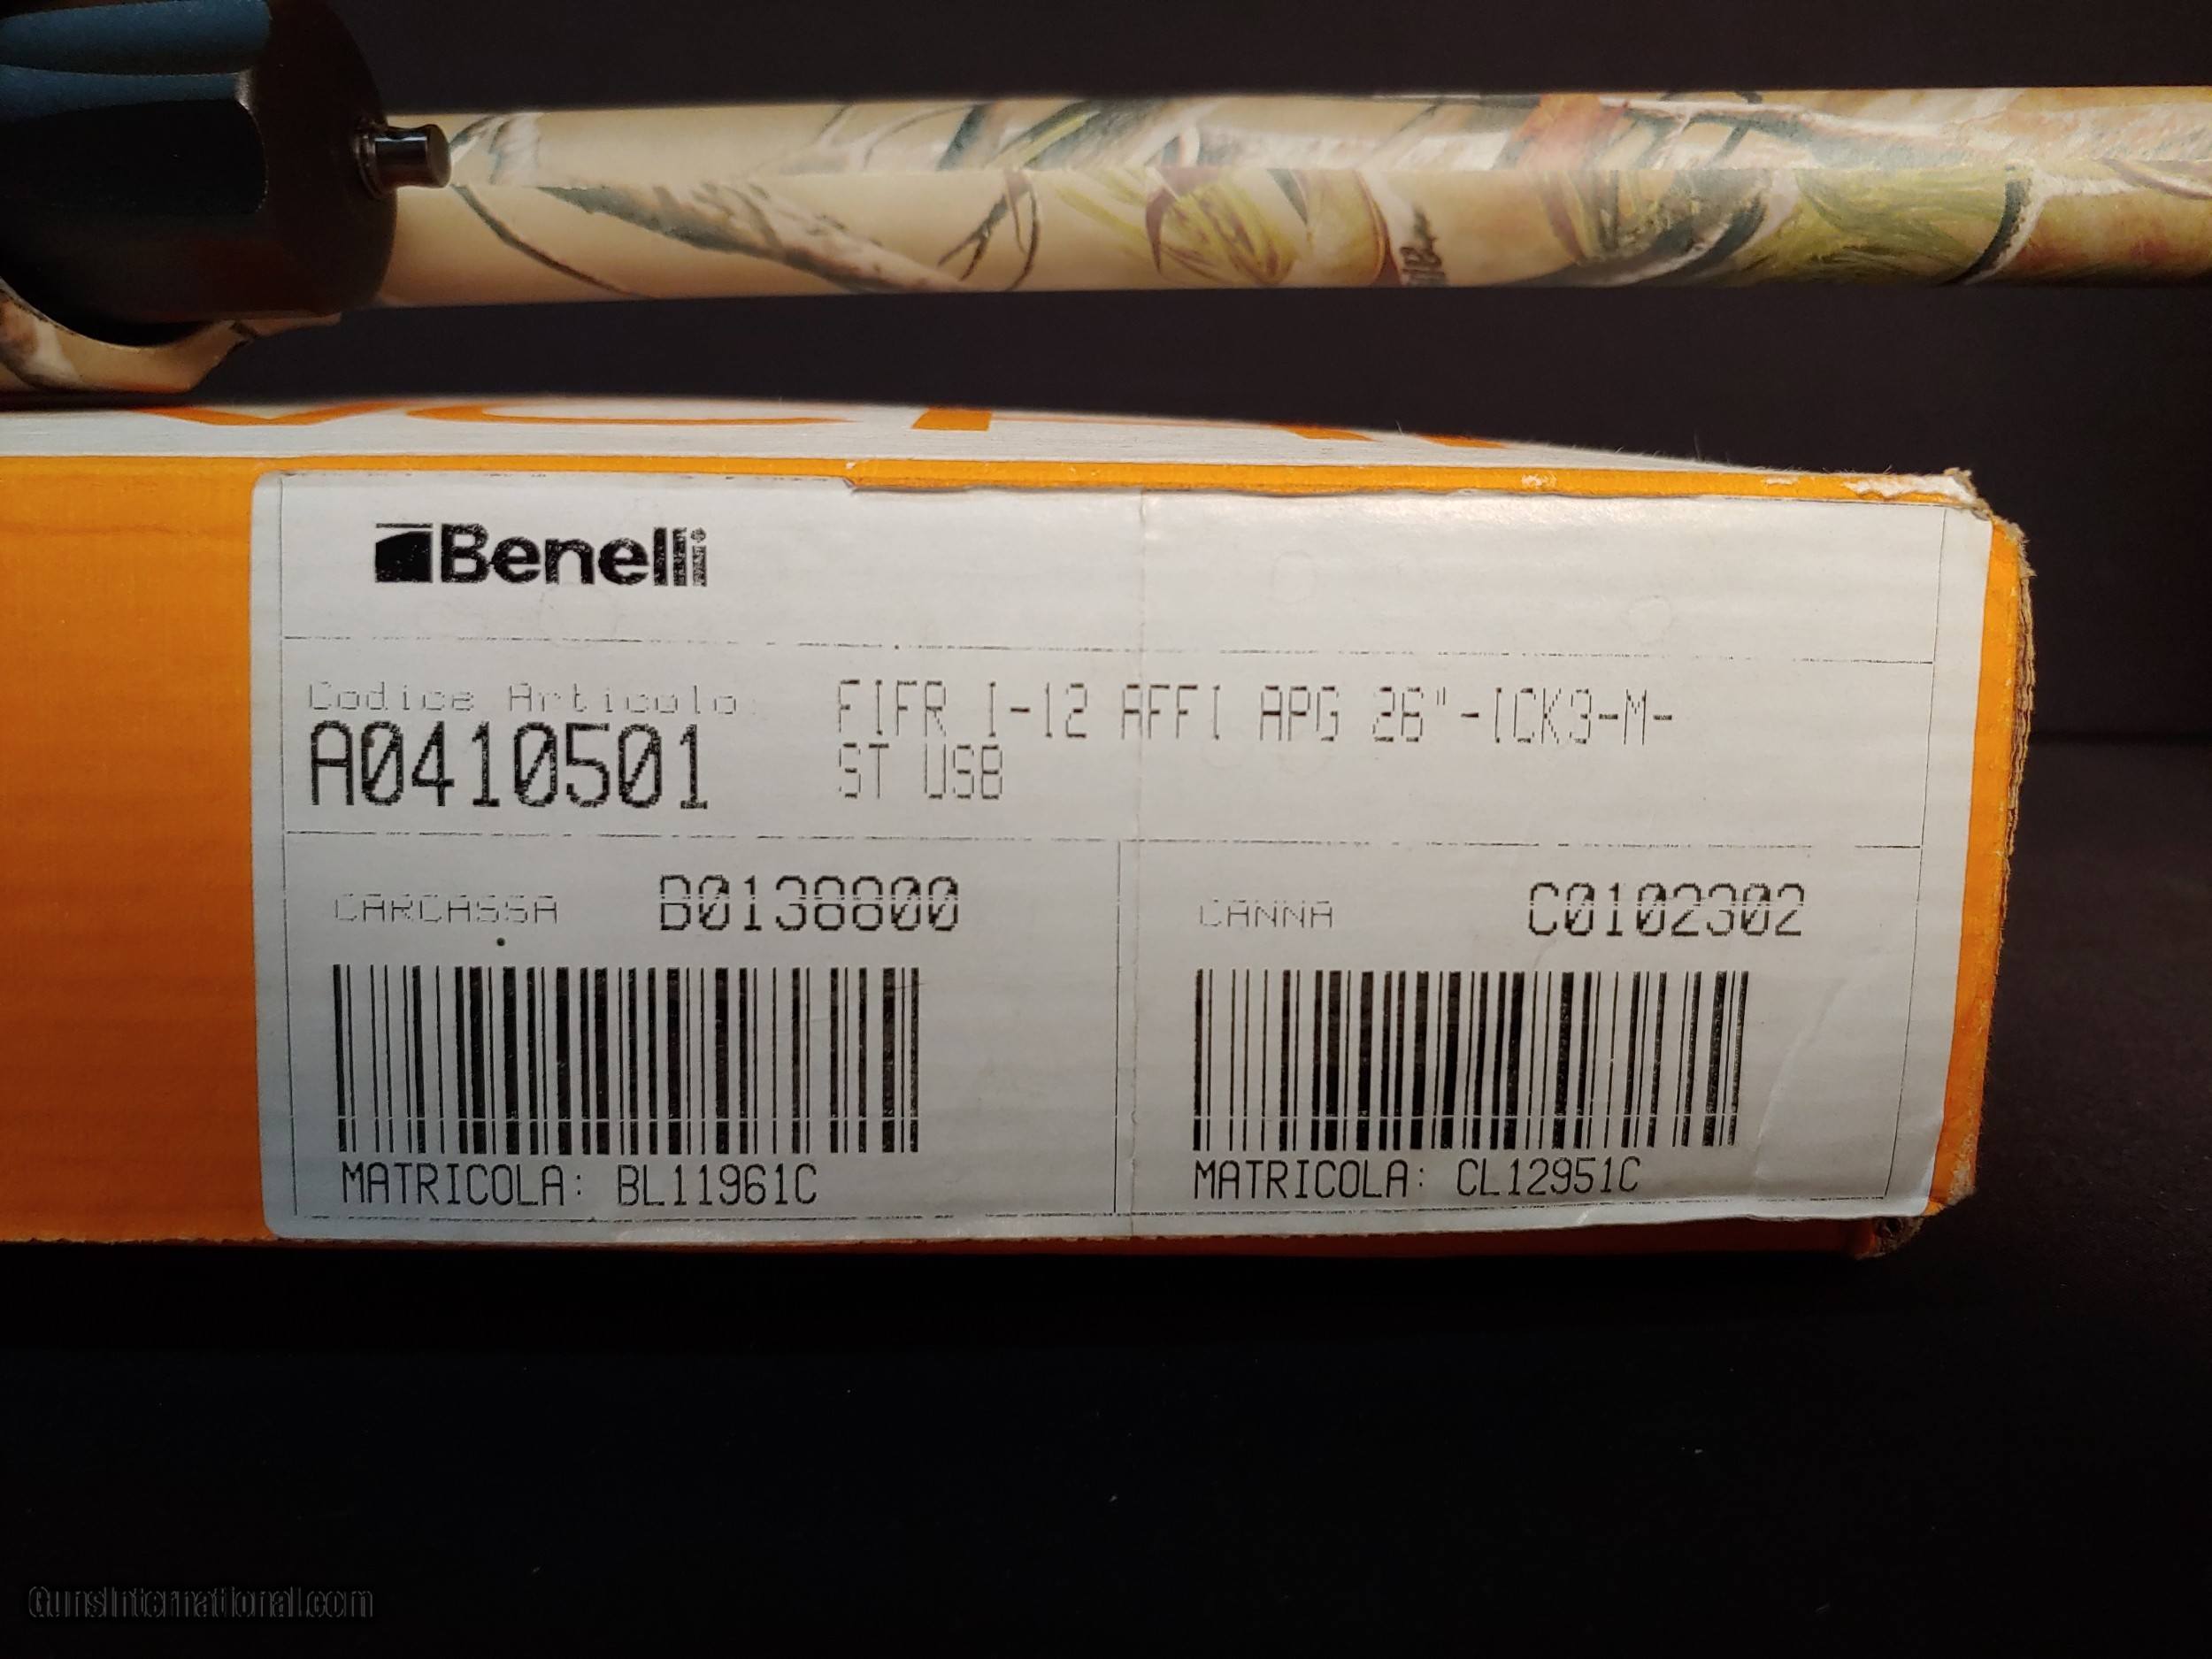 Benelli
Codice Articolo:
A0410501
FIFR I-12 AFFI APG 26"-ICK3-M-
ST USB
CARCASSA B0138800
CANNA C0102302
MATRICOLA: BL11961C
MATRICOLA: CL12951C
GunsInternational.com